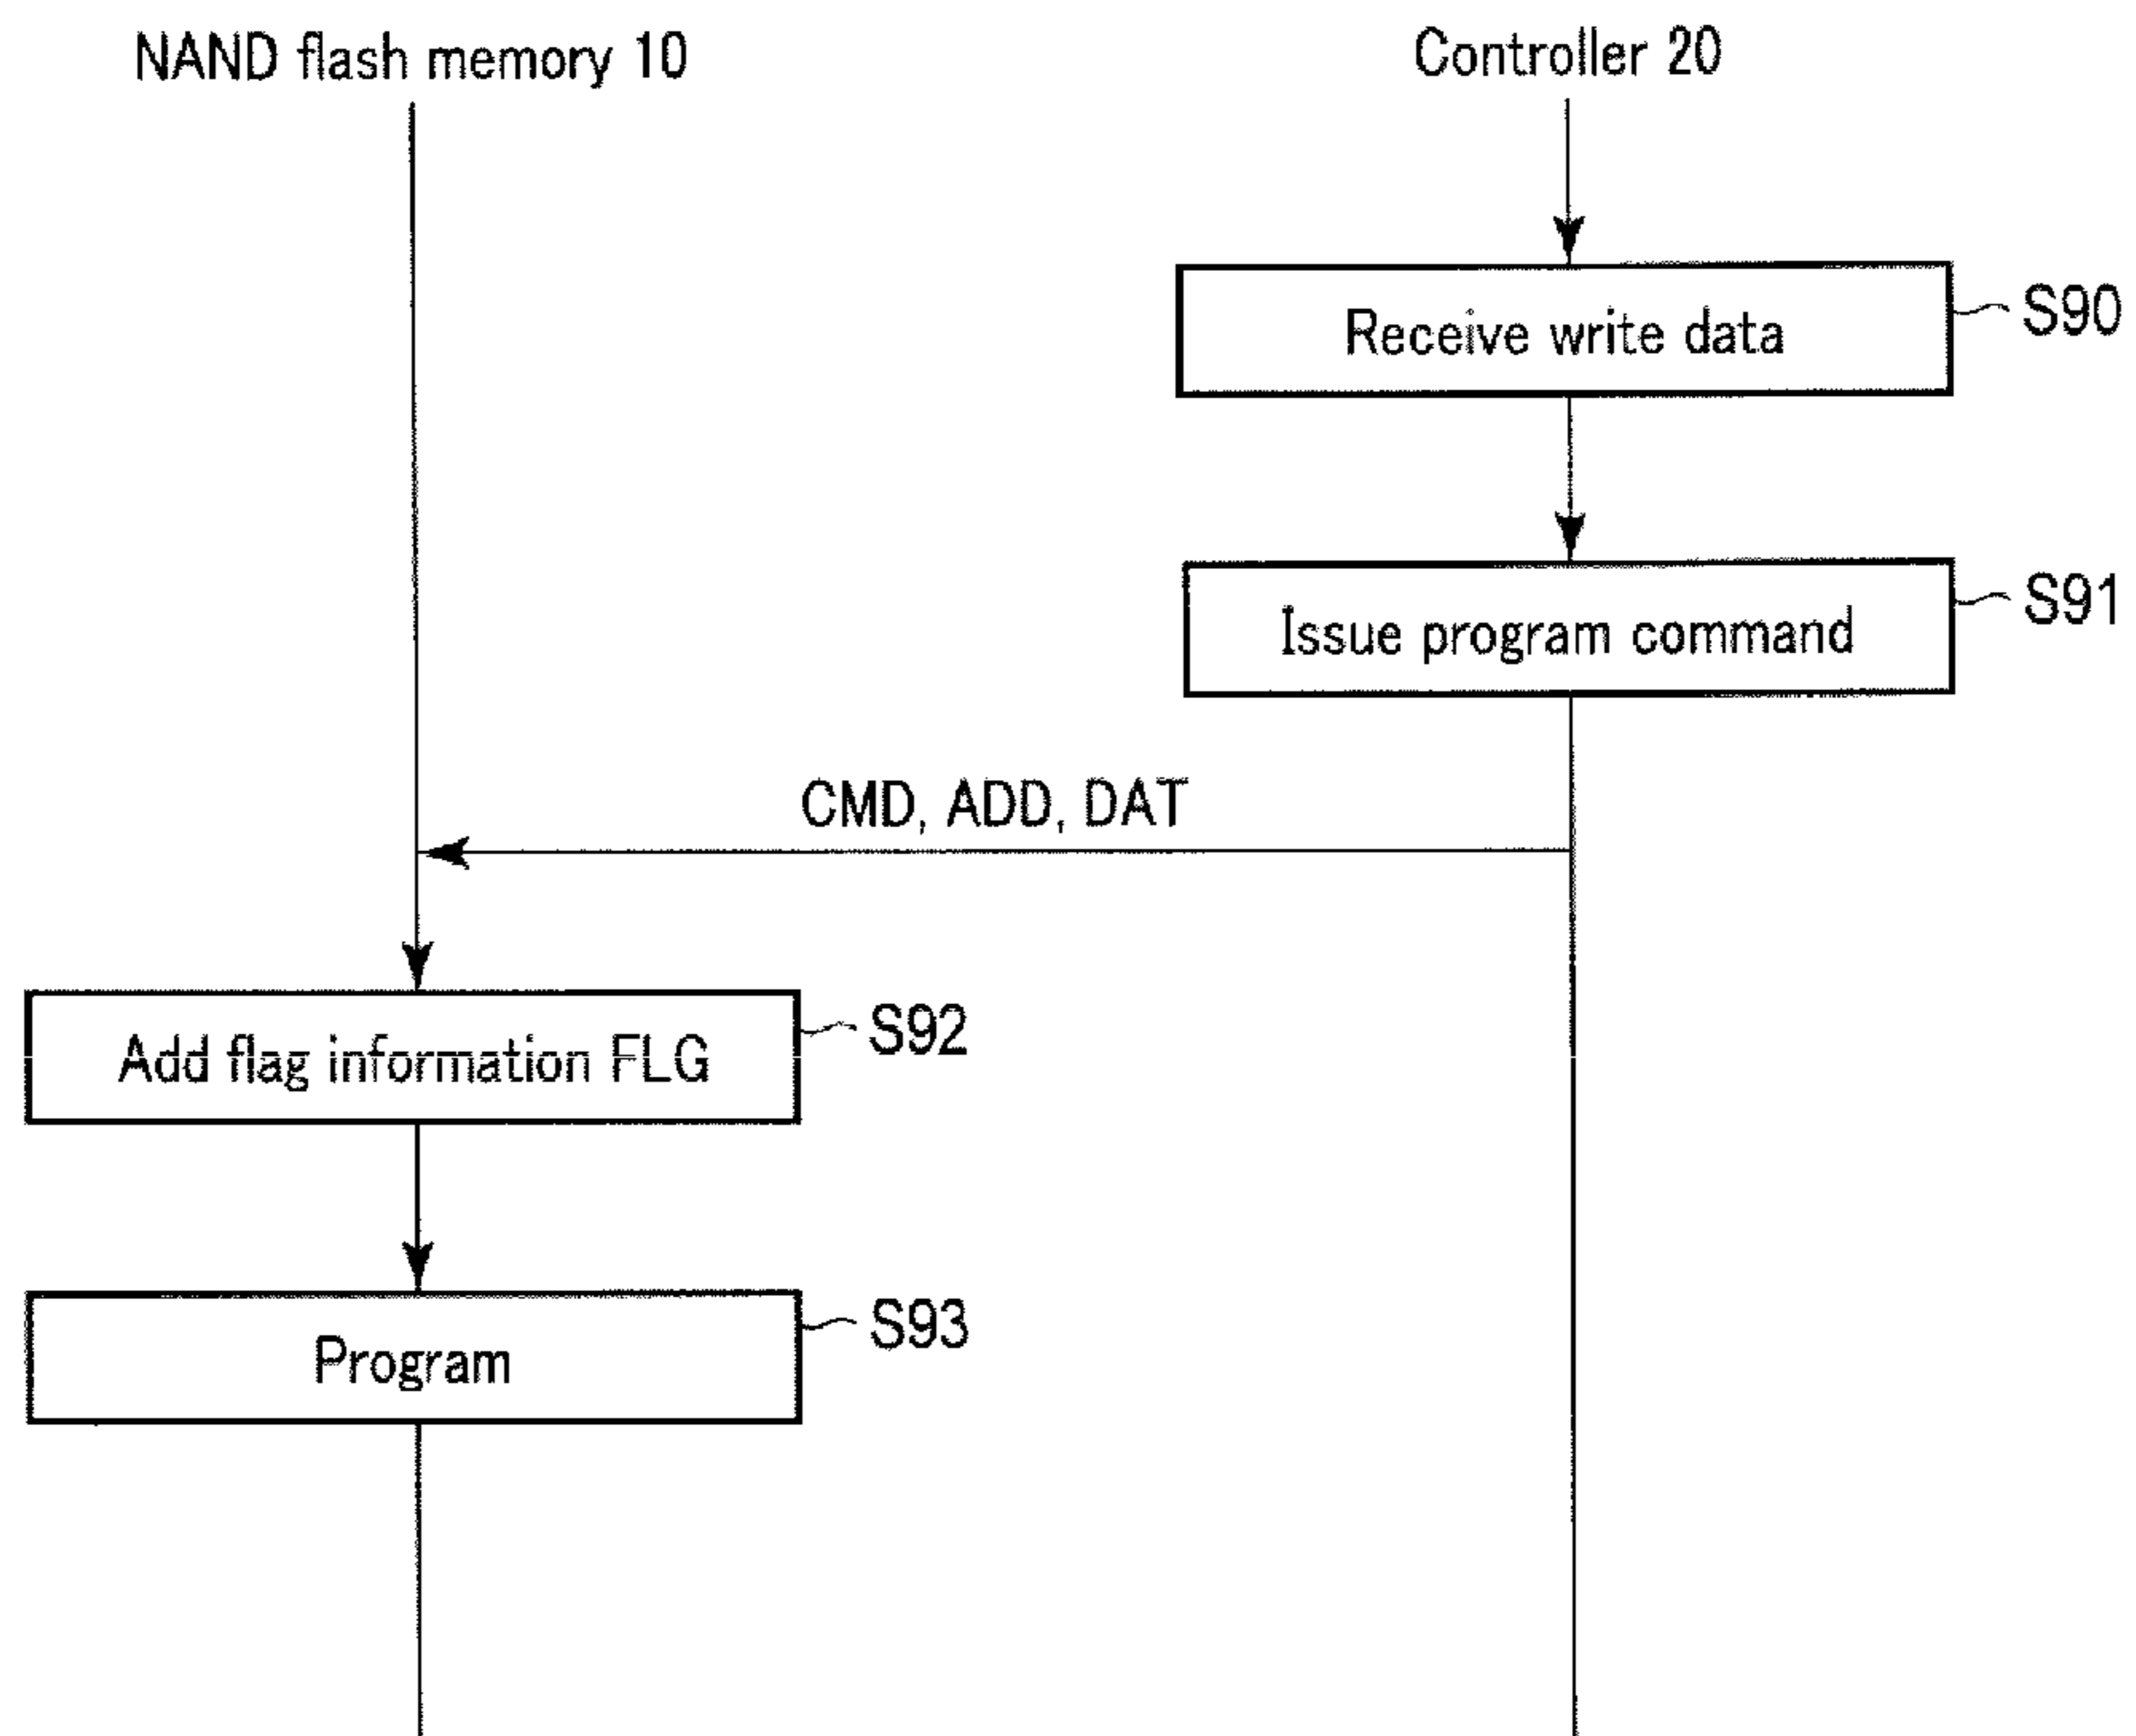 NAND flash memory 10
Controller 20
Receive write data
S90
Issue program command
S91
CMD, ADD, DAT
Add flag information FLG
S92
Program
S93